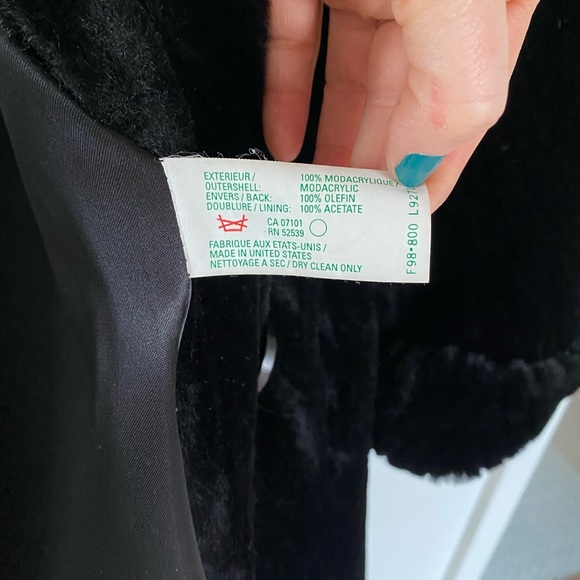 EXTERIEUR / 100% MODACRYLIQUE /
OUTERSHELL: MODACRYLIC
ENVERS / BACK: 100% OLEFIN
DOUBLURE / LINING: 100% ACETATE
CA 07101
RN 52539
FABRIQUE AUX ETATS-UNIS /
MADE IN UNITED STATES
NETTOYAGE A SEC / DRY CLEAN ONLY
F 98•800